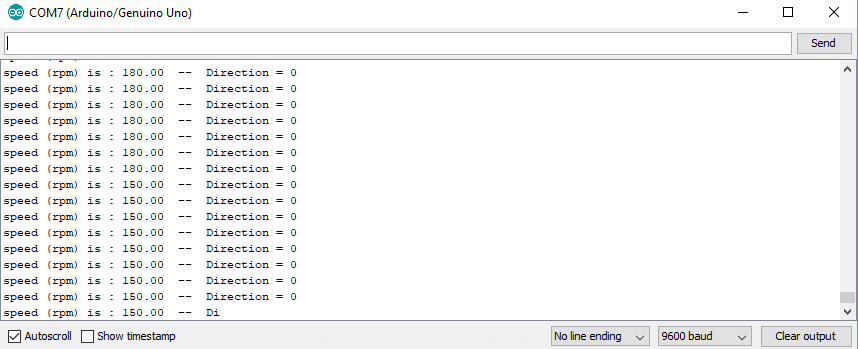 COM7 (Arduino/Genuino Uno)
Send
speed (rpm) is : 180.00  --  Direction = 0
speed (rpm) is : 180.00  --  Direction = 0
speed (rpm) is : 180.00  --  Direction = 0
speed (rpm) is : 180.00  --  Direction = 0
speed (rpm) is : 180.00  --  Direction = 0
speed (rpm) is : 180.00  --  Direction = 0
speed (rpm) is : 180.00  --  Direction = 0
speed (rpm) is : 150.00  --  Direction = 0
speed (rpm) is : 150.00  --  Direction = 0
speed (rpm) is : 150.00  --  Direction = 0
speed (rpm) is : 150.00  --  Direction = 0
speed (rpm) is : 150.00  --  Direction = 0
speed (rpm) is : 150.00  --  Direction = 0
speed (rpm) is : 150.00  --  Direction = 0
speed (rpm) is : 150.00  --  Direction = 0
speed (rpm) is : 150.00  --  Di
Autoscroll Show timestamp No line ending 9600 baud Clear output